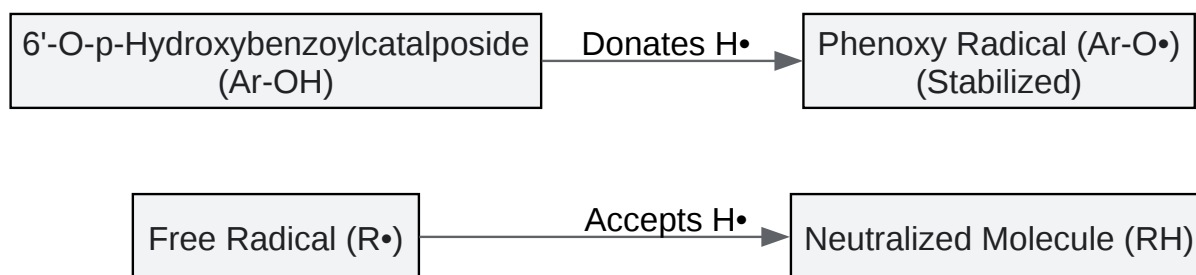 6'-O-p-Hydroxybenzoylcatalposide
(Ar-OH)
Donates H•
Phenoxy Radical (Ar-O•)
(Stabilized)
Free Radical (R•)
Accepts H•
Neutralized Molecule (RH)